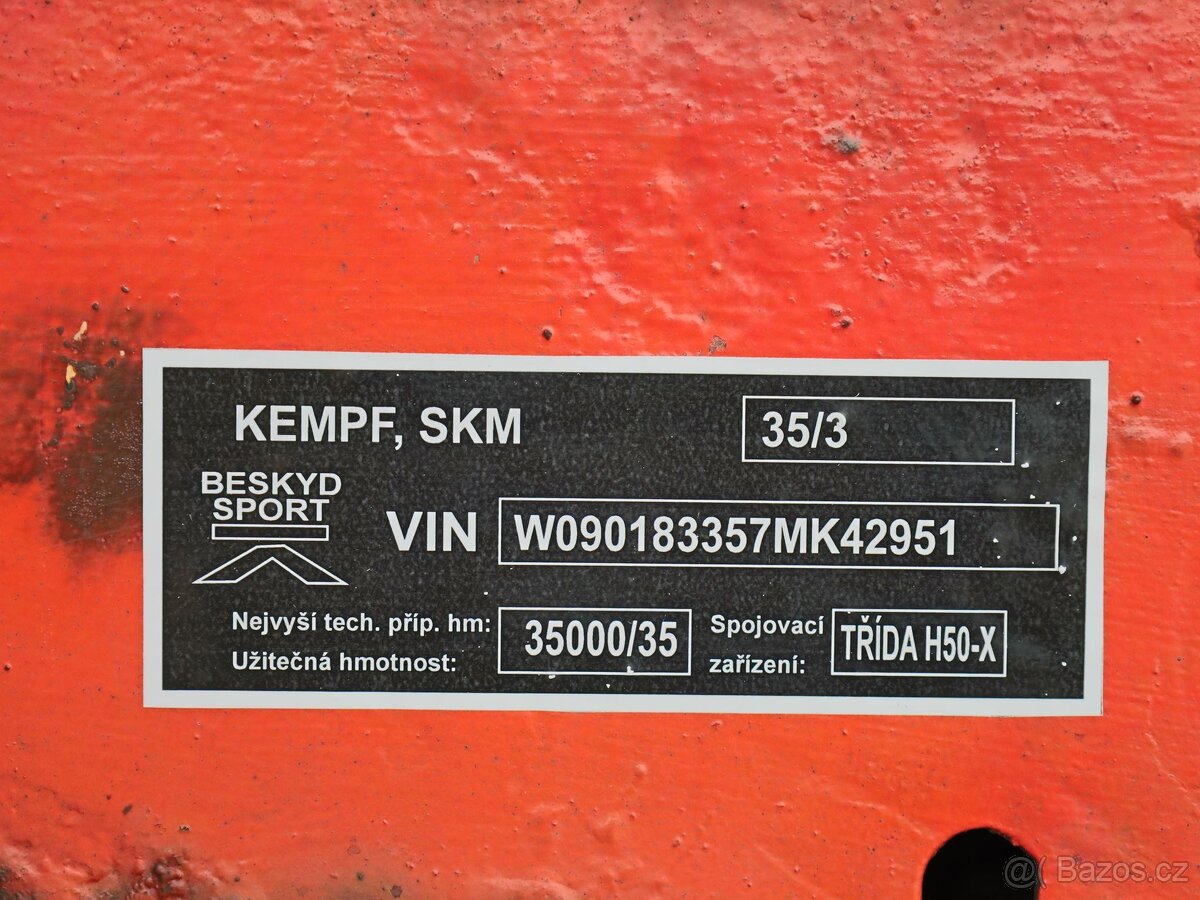 KEMPF, SKM 35/3
BESKYD
SPORT
VIN W090183357MK42951
Nejvyší tech. příp. hm:
Užitečná hmotnost:
35000/35
Spojovací
zařízení:
TŘÍDA H50-X
@( Bazos.cz